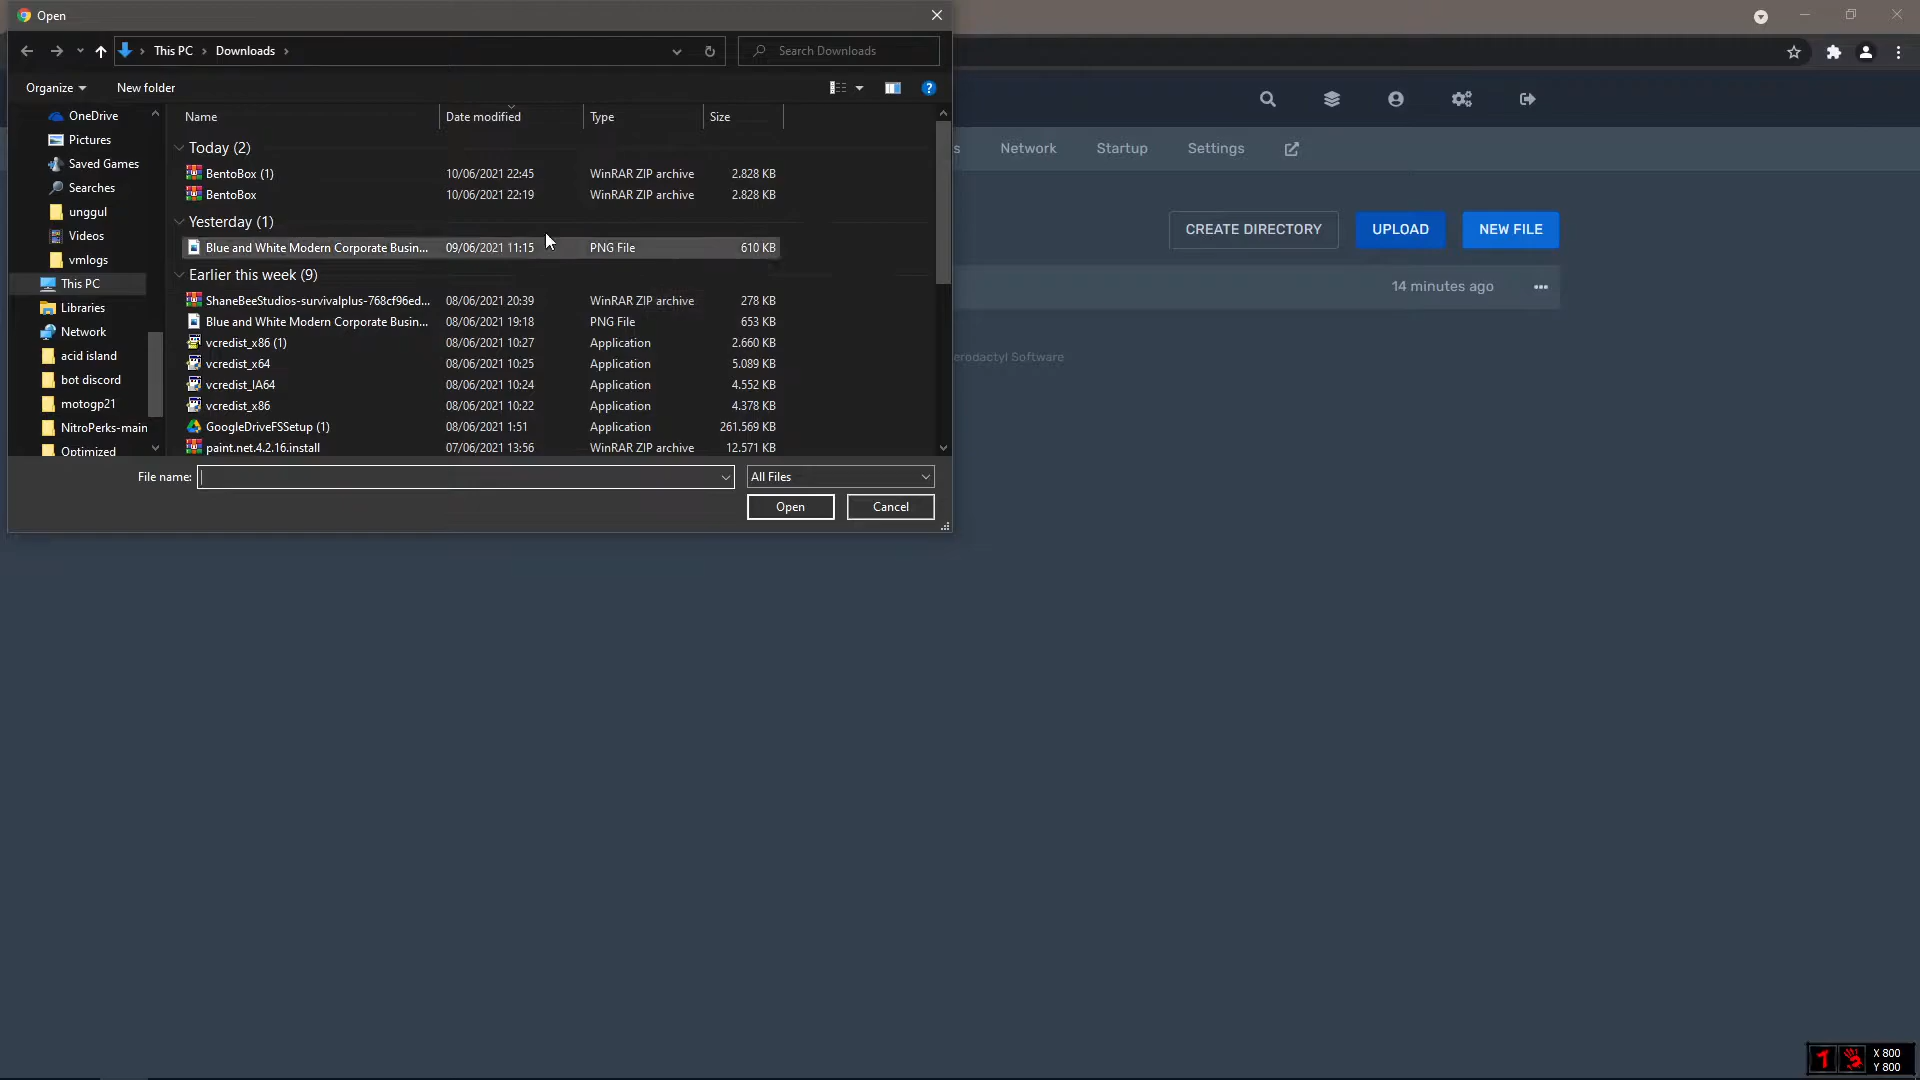 Open
This PC
Downloads
Search Downloads
Organize
New folder
OneDrive
Pictures
Saved Games
Searches
unggul
Videos
vmlogs
This PC
Libraries
Network
acid island
bot discord
motogp21
NitroPerks-main
Optimized
Name Date modified Type Size
Today (2)
BentoBox (1) 10/06/2021 22:45 WinRAR ZIP archive 2.828 KB
BentoBox 10/06/2021 22:19 WinRAR ZIP archive 2.828 KB
Yesterday (1)
Blue and White Modern Corporate Busin... 09/06/2021 11:15 PNG File 610 KB
Earlier this week (9)
ShaneBeeStudios-survivalplus-768cf96ed... 08/06/2021 20:39 WinRAR ZIP archive 278 KB
Blue and White Modern Corporate Busin... 08/06/2021 19:18 PNG File 653 KB
vcredist_x86 (1) 08/06/2021 10:27 Application 2.660 KB
vcredist_x64 08/06/2021 10:25 Application 5.089 KB
vcredist_IA64 08/06/2021 10:24 Application 4.552 KB
vcredist_x86 08/06/2021 10:22 Application 4.378 KB
GoogleDriveFSSetup (1) 08/06/2021 1:51 Application 261.569 KB
paint.net.4.2.16.install 07/06/2021 13:56 WinRAR ZIP archive 12.571 KB
File name:
All Files
Open
Cancel
s Network Startup Settings
CREATE DIRECTORY UPLOAD NEW FILE
14 minutes ago
erodactyl Software
X 800
Y 800